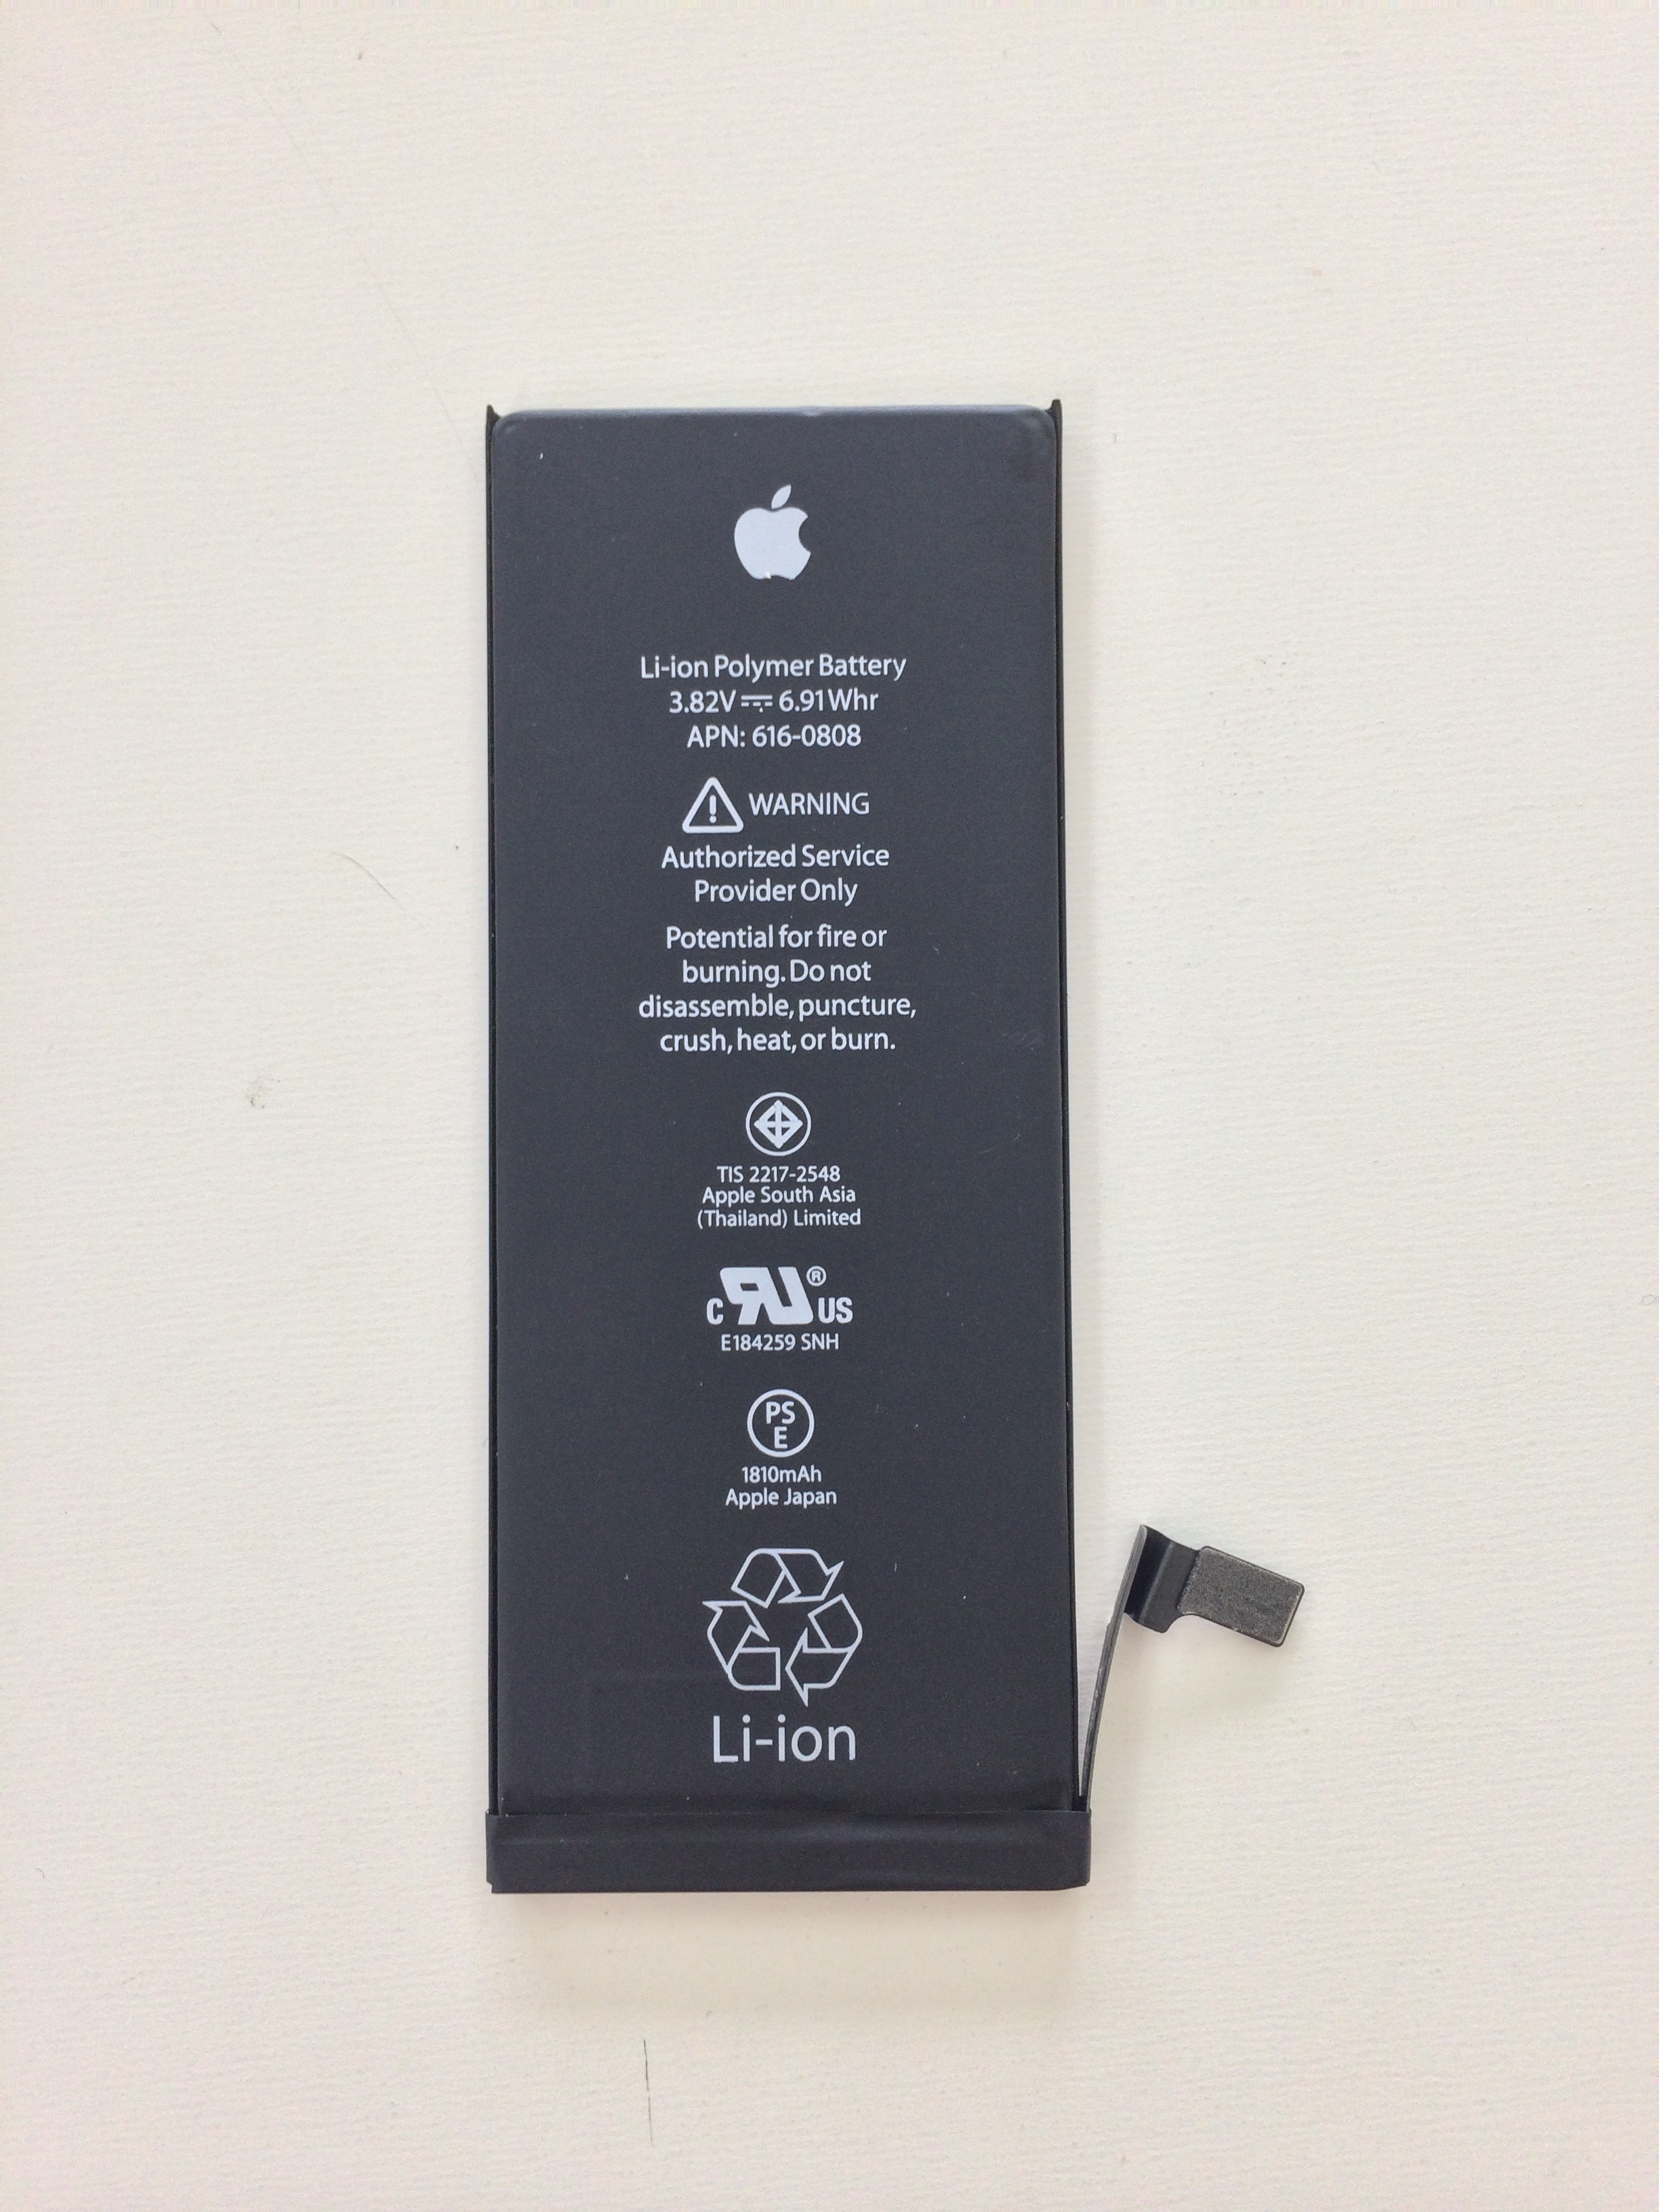 Li-ion Polymer Battery
3.82V⎓6.91Whr
APN: 616-0808
WARNING
Authorized Service
Provider Only
Potential for fire or
burning. Do not
disassemble, puncture,
crush, heat, or burn.
TIS 2217-2548
Apple South Asia
(Thailand) Limited
c RU® US
E184259 SNH
PS
E
1810mAh
Apple Japan
Li-ion